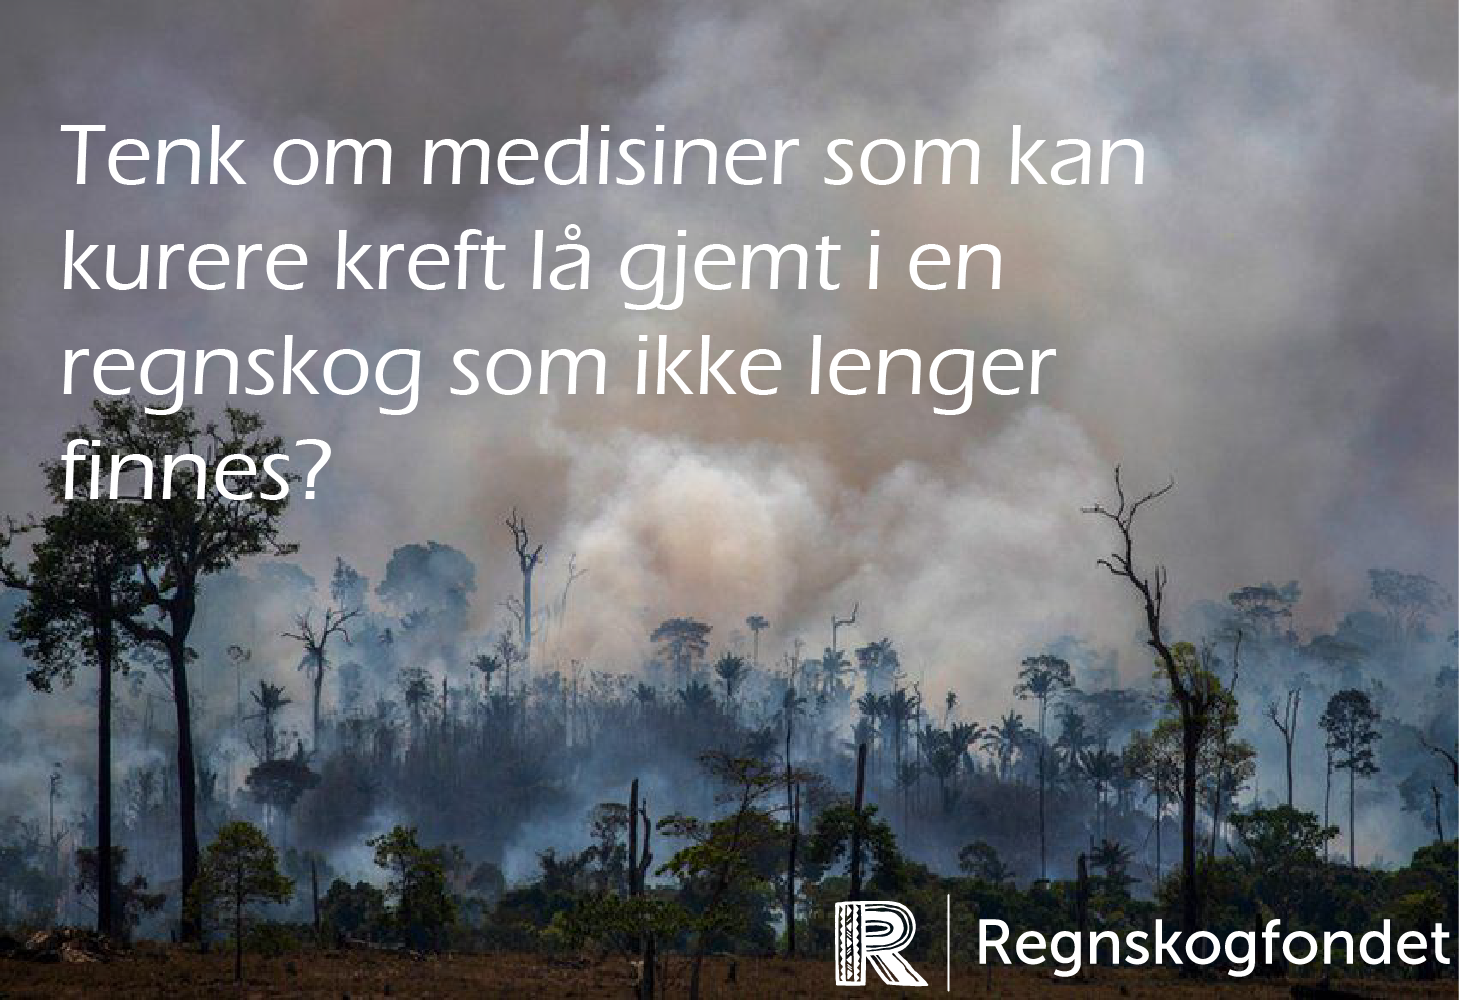 Tenk om medisiner som kan
kurere kreft lå gjemt i en
regnskog som ikke lenger
finnes?
R
Regnskogfondet